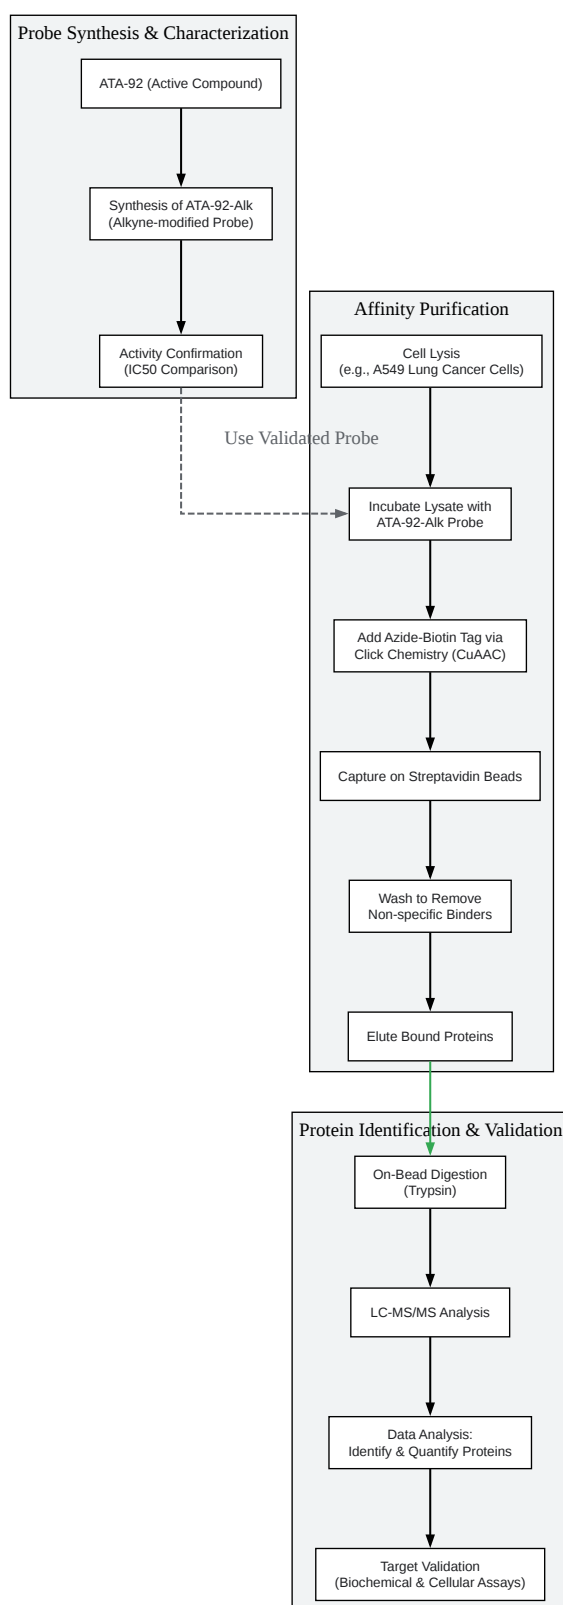 Probe Synthesis & Characterization
ATA-92 (Active Compound)
Synthesis of ATA-92-Alk
(Alkyne-modified Probe)
Activity Confirmation
(IC50 Comparison)
Use Validated Probe
Affinity Purification
Cell Lysis
(e.g., A549 Lung Cancer Cells)
Incubate Lysate with
ATA-92-Alk Probe
Add Azide-Biotin Tag via
Click Chemistry (CuAAC)
Capture on Streptavidin Beads
Wash to Remove
Non-specific Binders
Elute Bound Proteins
Protein Identification & Validation
On-Bead Digestion
(Trypsin)
LC-MS/MS Analysis
Data Analysis:
Identify & Quantify Proteins
Target Validation
(Biochemical & Cellular Assays)